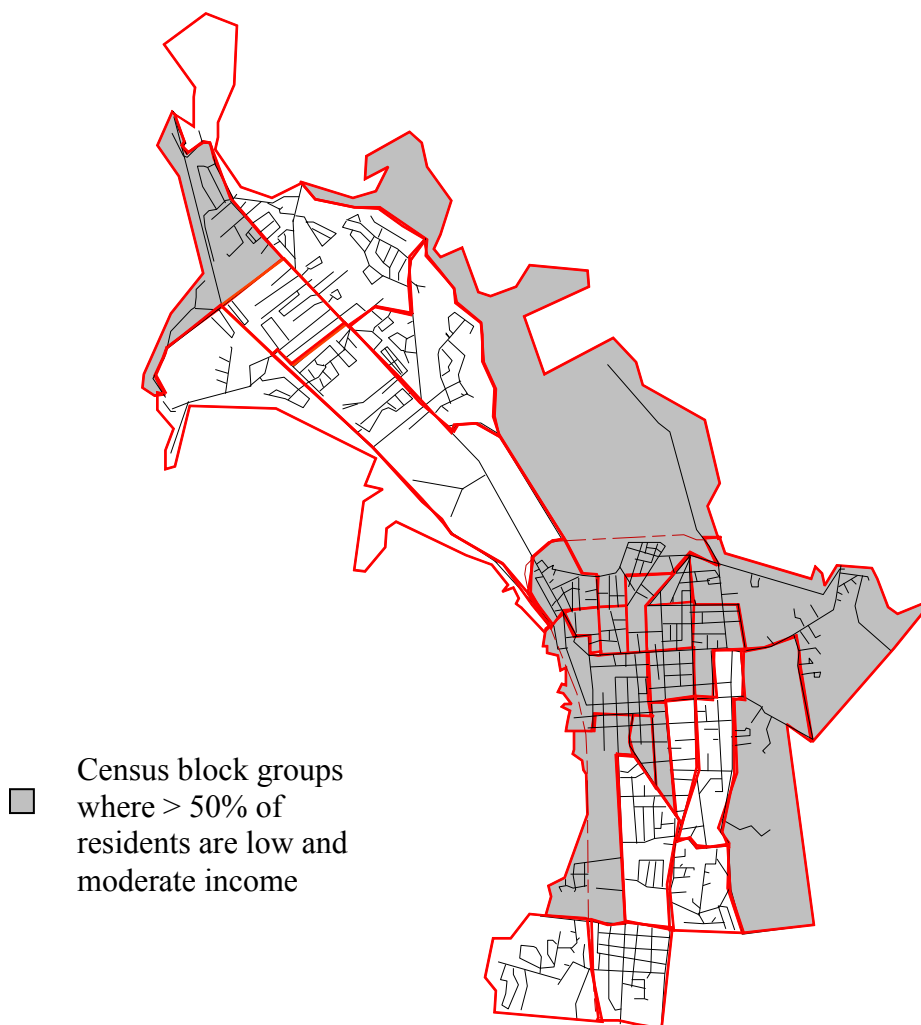 Census block groups
where > 50% of
residents are low and
moderate income